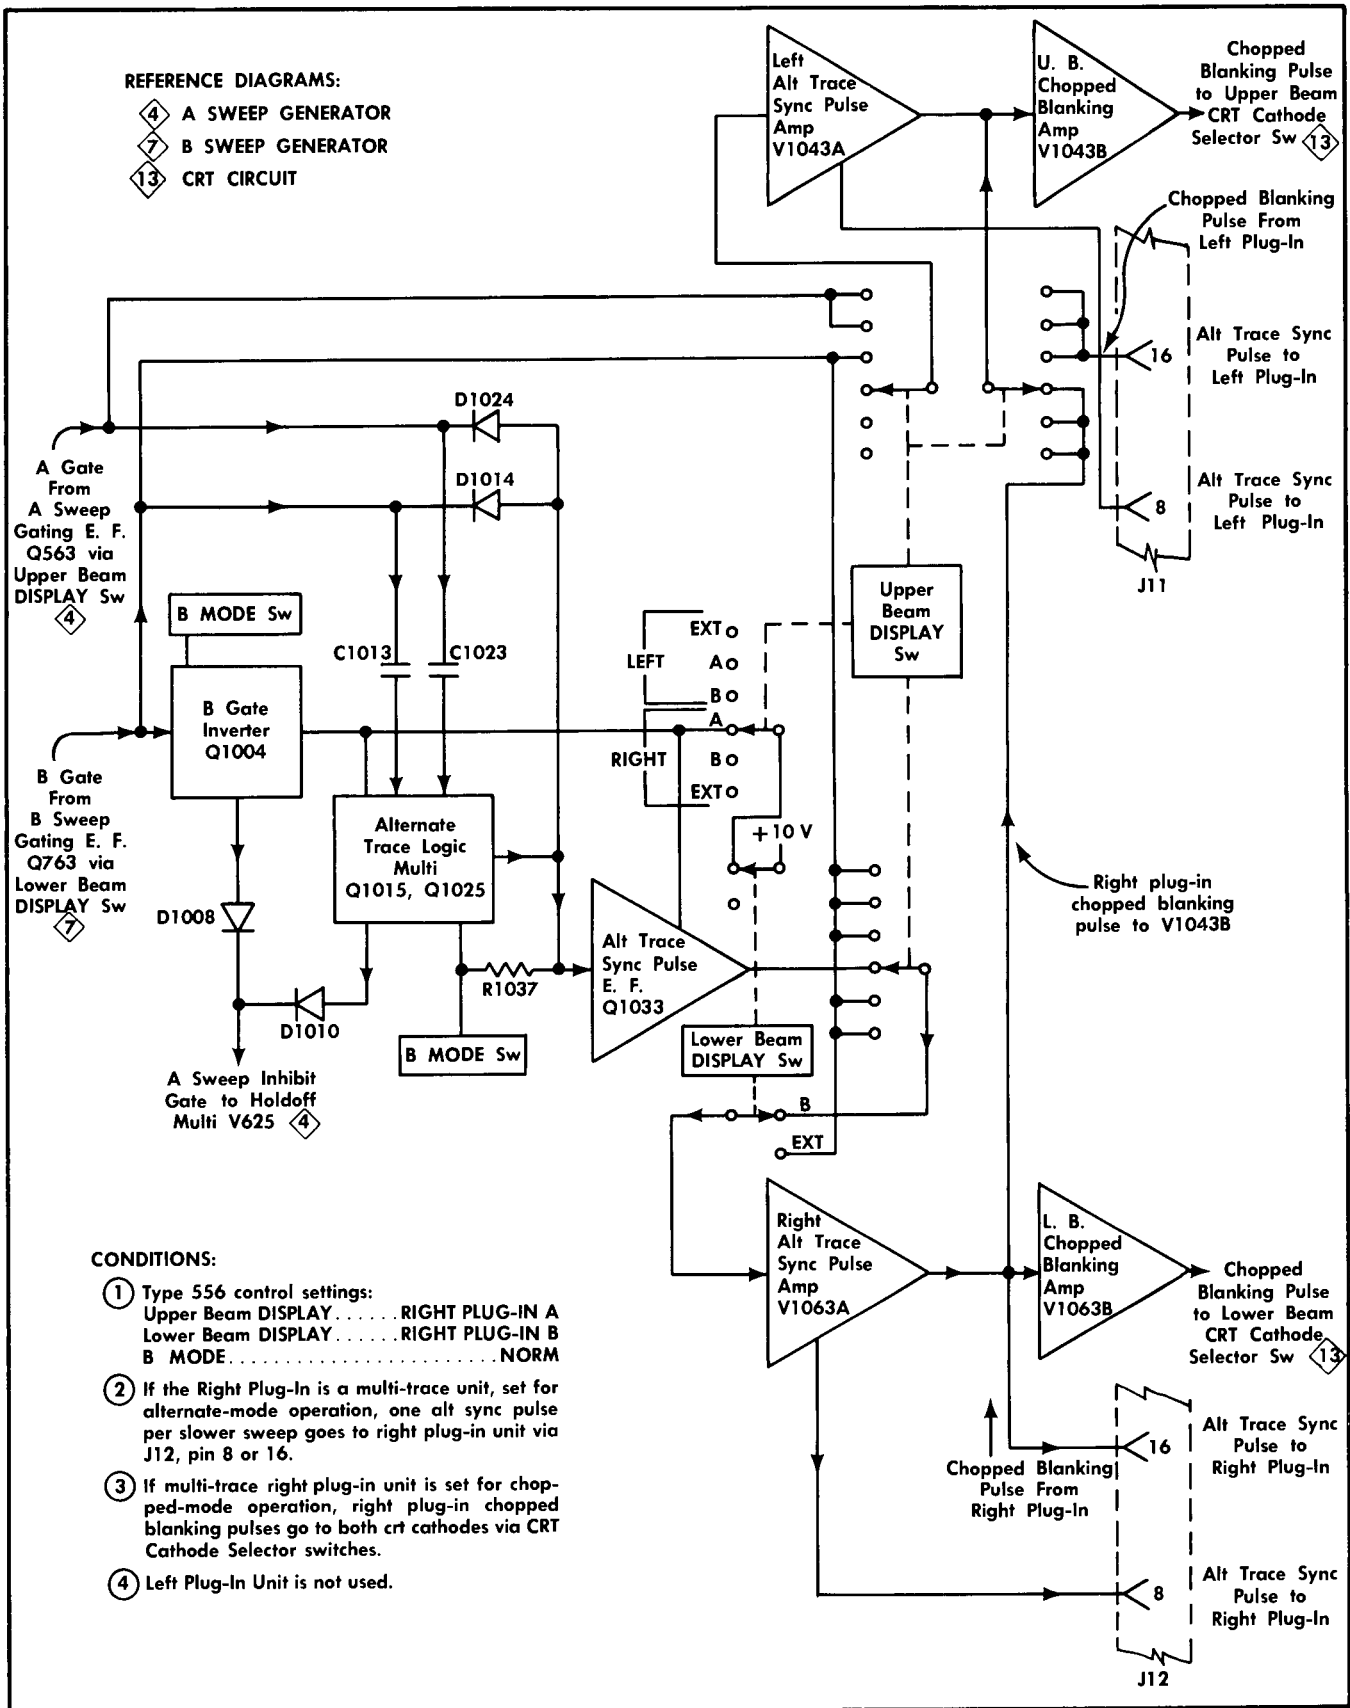 REFERENCE DIAGRAMS:
4 A SWEEP GENERATOR
7 B SWEEP GENERATOR
13 CRT CIRCUIT
Left
Alt Trace
Sync Pulse
Amp
V1043A
U. B.
Chopped
Blanking
Amp
V1043B
Chopped
Blanking Pulse
to Upper Beam
CRT Cathode
Selector Sw 13
Chopped Blanking
Pulse From
Left Plug-In
16
Alt Trace Sync
Pulse to
Left Plug-In
8
Alt Trace Sync
Pulse to
Left Plug-In
J11
D1024
D1014
A Gate
From
A Sweep
Gating E. F.
Q563 via
Upper Beam
DISPLAY Sw
4
B MODE Sw
C1013
C1023
B Gate
Inverter
Q1004
B Gate
From
B Sweep
Gating E. F.
Q763 via
Lower Beam
DISPLAY Sw
7
Alternate
Trace Logic
Multi
Q1015, Q1025
D1008
D1010
R1037
B MODE Sw
A Sweep Inhibit
Gate to Holdoff
Multi V625 4
Alt Trace
Sync Pulse
E. F.
Q1033
LEFT
EXT
A
B
RIGHT
A
B
EXT
+10 V
Upper
Beam
DISPLAY
Sw
Lower Beam
DISPLAY Sw
B
EXT
Right plug-in
chopped blanking
pulse to V1043B
Right
Alt Trace
Sync Pulse
Amp
V1063A
L. B.
Chopped
Blanking
Amp
V1063B
Chopped
Blanking Pulse
to Lower Beam
CRT Cathode
Selector Sw 13
Chopped Blanking
Pulse From
Right Plug-In
16
Alt Trace Sync
Pulse to
Right Plug-In
8
Alt Trace Sync
Pulse to
Right Plug-In
J12
CONDITIONS:
1 Type 556 control settings:
Upper Beam DISPLAY......RIGHT PLUG-IN A
Lower Beam DISPLAY......RIGHT PLUG-IN B
B MODE........................NORM
2 If the Right Plug-In is a multi-trace unit, set for
alternate-mode operation, one alt sync pulse
per slower sweep goes to right plug-in unit via
J12, pin 8 or 16.
3 If multi-trace right plug-in unit is set for chop-
ped-mode operation, right plug-in chopped
blanking pulses go to both crt cathodes via CRT
Cathode Selector switches.
4 Left Plug-In Unit is not used.